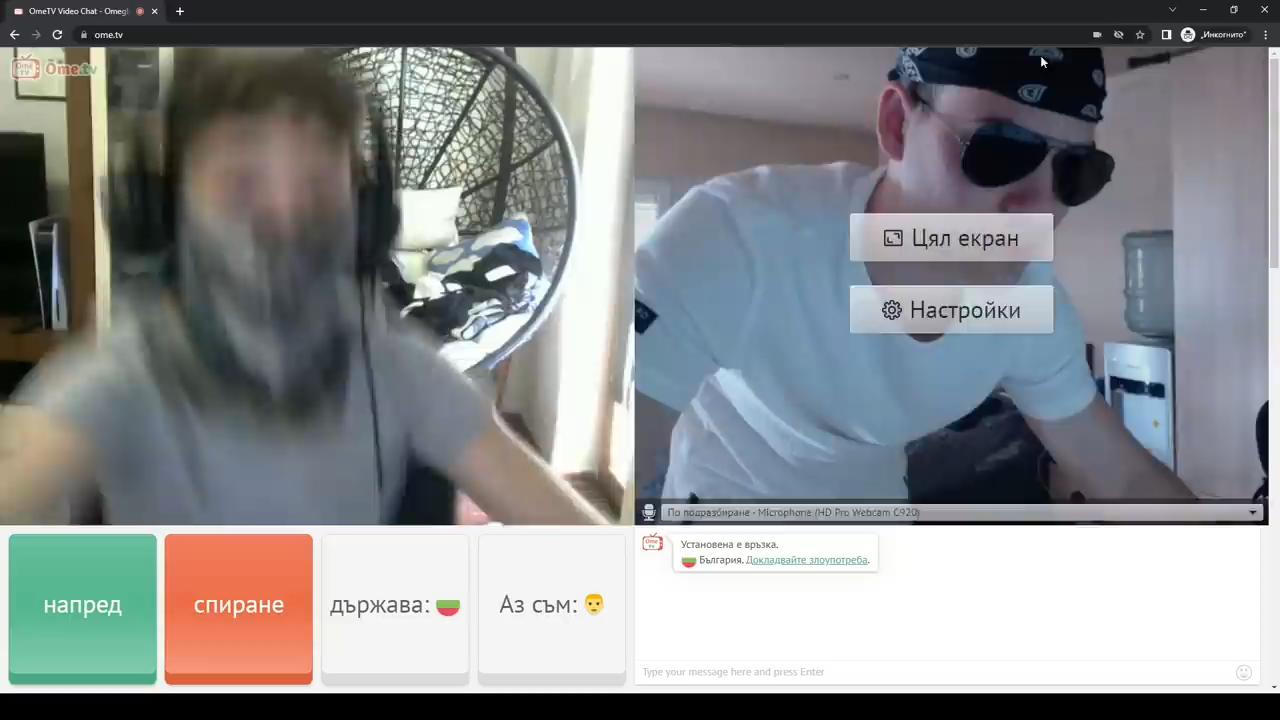 OmeTV Video Chat - Omegl
ome.tv
„Инкогнито“
Ome.tv
Цял екран
Настройки
По подразбиране - Microphone (HD Pro Webcam C920)
напред
спиране
държава:
Аз съм:
Установена е връзка.
България. Докладвайте злоупотреба.
Type your message here and press Enter